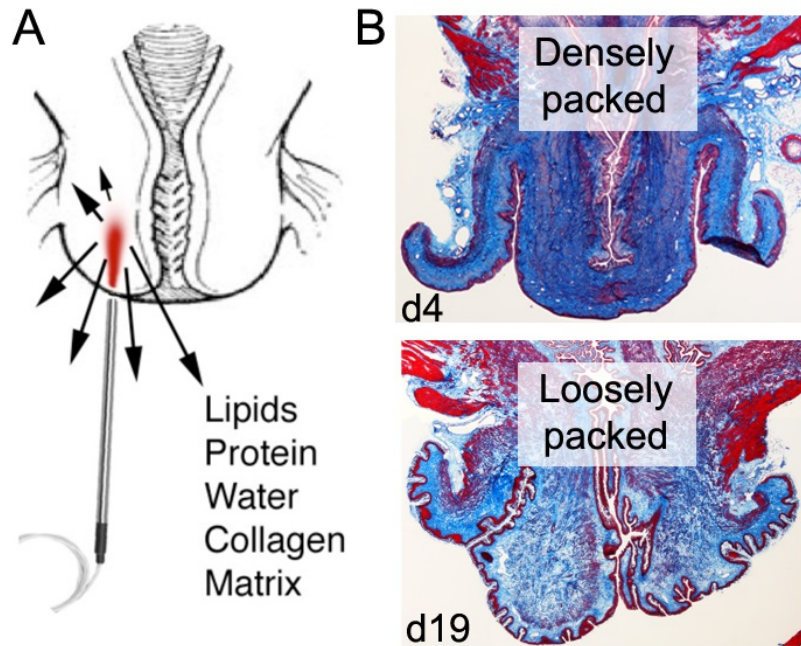 A
Lipids
Protein
Water
Collagen
Matrix
B
Densely
packed
d4
Loosely
packed
d19